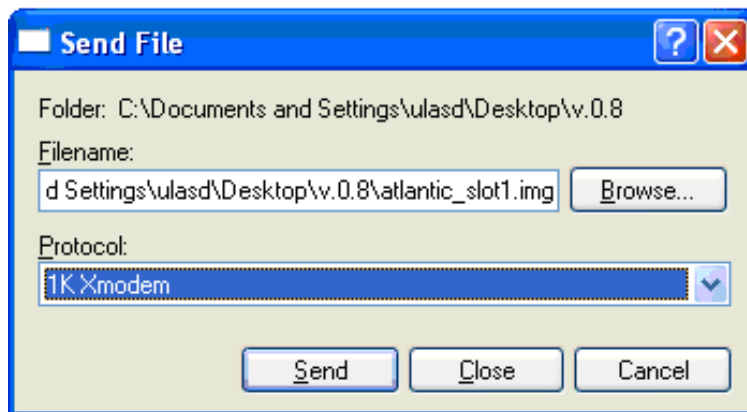 Send File
Folder: C:\Documents and Settings\ulasd\Desktop\v.0.8
Filename:
d Settings\ulasd\Desktop\v.0.8\atlantic_slot1.img Browse...
Protocol:
1K Xmodem
Send Close Cancel